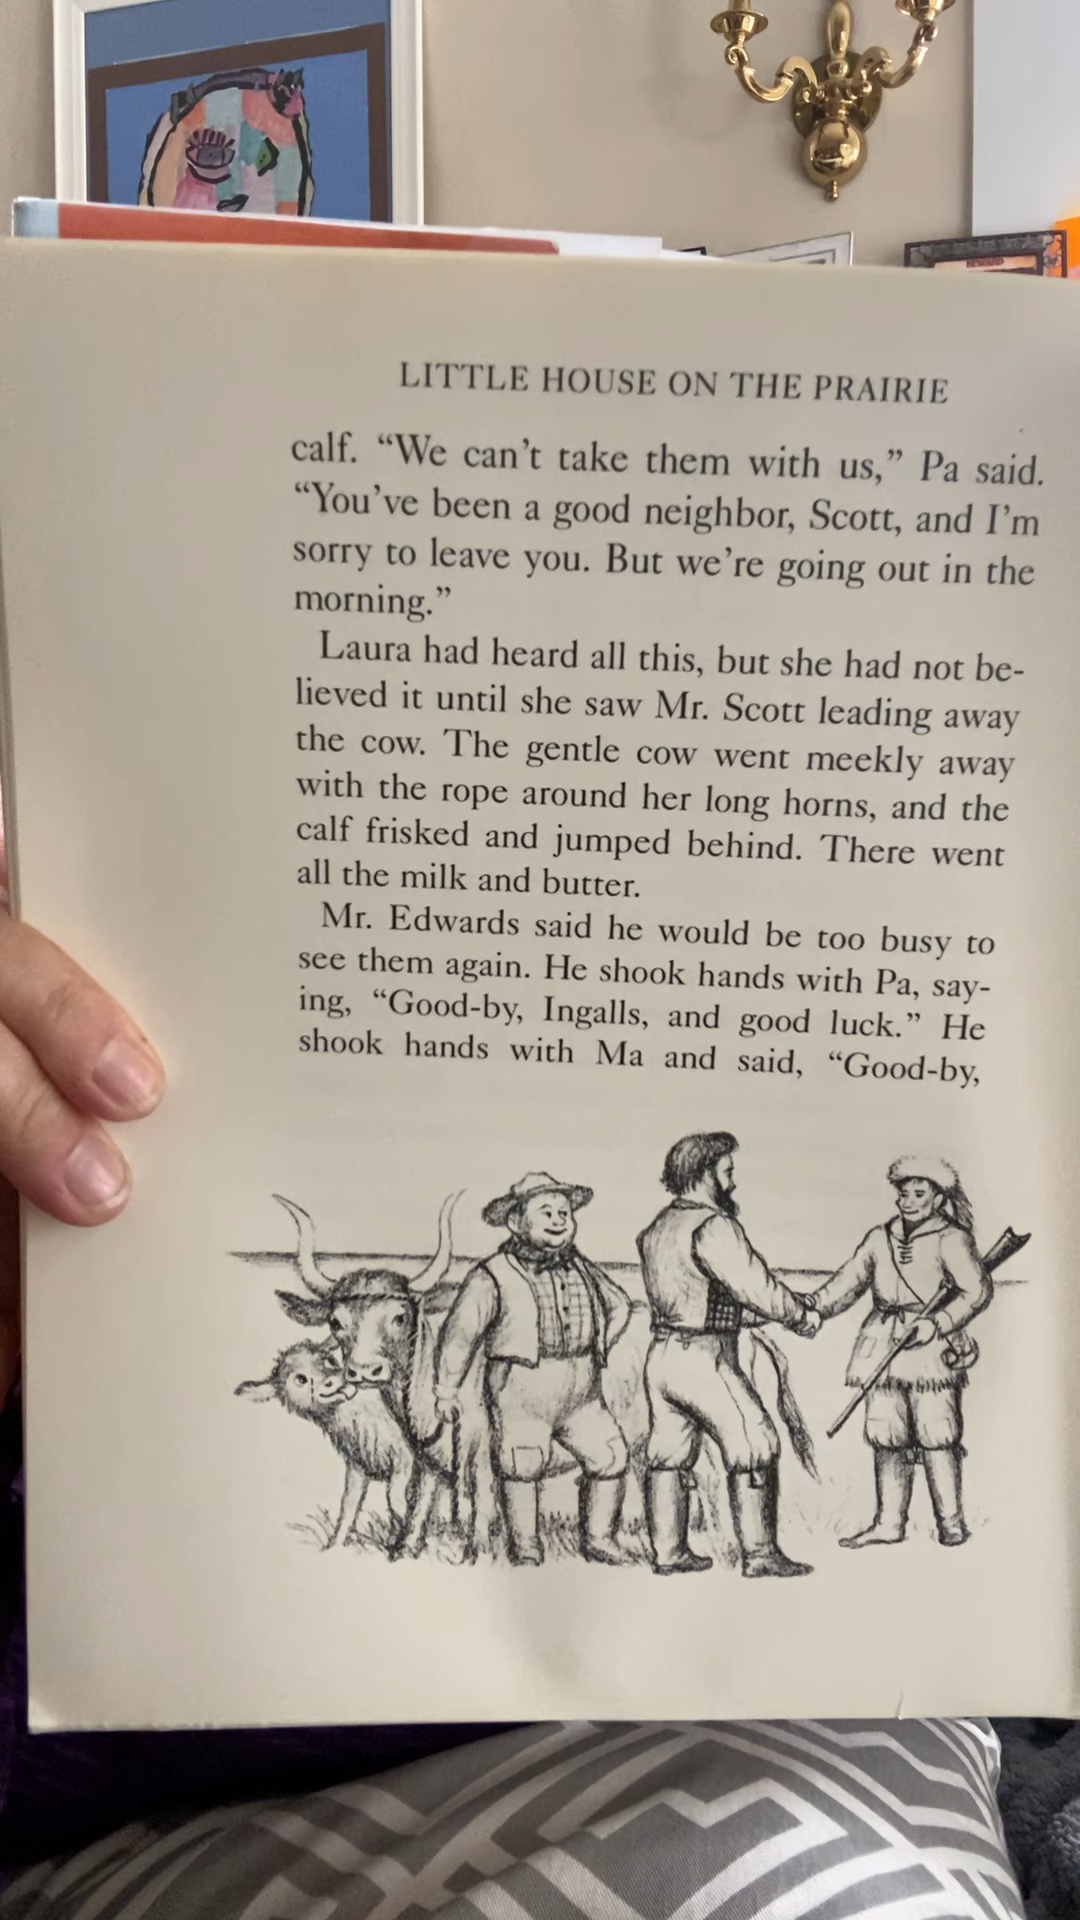 REWARD
LITTLE HOUSE ON THE PRAIRIE
calf. “We can’t take them with us,” Pa said.
“You’ve been a good neighbor, Scott, and I’m
sorry to leave you. But we’re going out in the
morning.”
Laura had heard all this, but she had not be-
lieved it until she saw Mr. Scott leading away
the cow. The gentle cow went meekly away
with the rope around her long horns, and the
calf frisked and jumped behind. There went
all the milk and butter.
Mr. Edwards said he would be too busy to
see them again. He shook hands with Pa, say-
ing, “Good-by, Ingalls, and good luck.” He
shook hands with Ma and said, “Good-by,